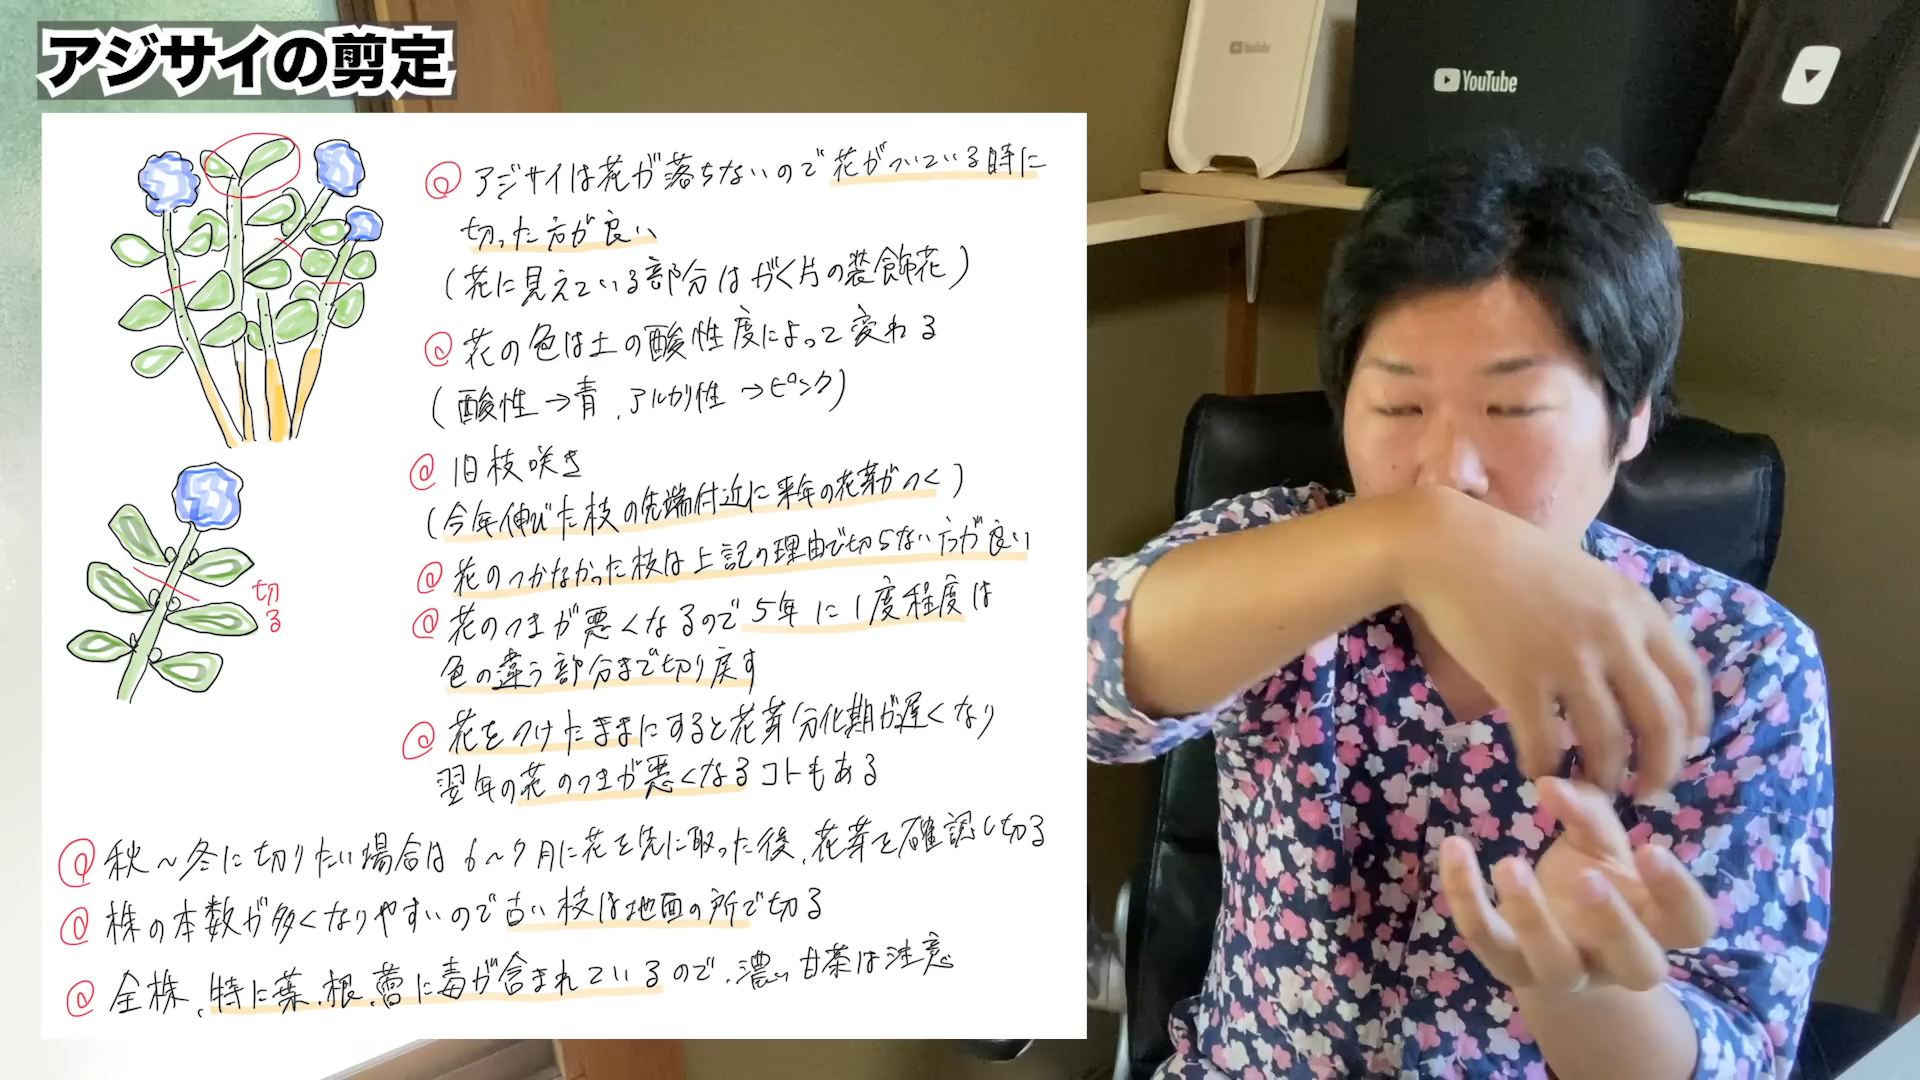 アジサイの剪定
YouTube
YouTube
@ アジサイは花が落ちないので花がついている時に
切った方が良い
(花に見えている部分はがく片の装飾花)
@ 花の色は土の酸性度によって変わる
(酸性→青、アルカリ性→ピンク)
@ 旧枝咲き
(今年伸びた枝の先端付近に来年の花芽がつく)
@ 花のつかなかった枝は上記の理由で切らない方が良い
@ 花のつきが悪くなるので5年に1度程度は
色の違う部分まで切り戻す
@ 花をつけたままにすると花芽分化期が遅くなり
翌年の花のつきが悪くなるコトもある
切る
@ 秋〜冬に切りたい場合は6〜7月に花を先に取った後、花芽を確認し切る
@ 株の本数が多くなりやすいので古い枝は地面の所で切る
@ 全株、特に葉、根、蕾に毒が含まれているので、濃い甘茶は注意